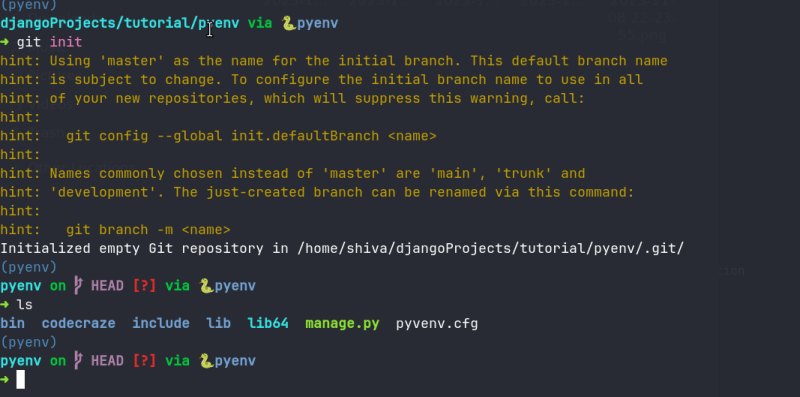 (pyenv)
djangoProjects/tutorial/pyenv via 🐍pyenv
➜ git init
hint: Using 'master' as the name for the initial branch. This default branch name
hint: is subject to change. To configure the initial branch name to use in all
hint: of your new repositories, which will suppress this warning, call:
hint:
hint:   git config --global init.defaultBranch <name>
hint:
hint: Names commonly chosen instead of 'master' are 'main', 'trunk' and
hint: 'development'. The just-created branch can be renamed via this command:
hint:
hint:   git branch -m <name>
Initialized empty Git repository in /home/shiva/djangoProjects/tutorial/pyenv/.git/
(pyenv)
pyenv on  HEAD [?] via 🐍pyenv
➜ ls
bin  codecraze  include  lib  lib64  manage.py  pyvenv.cfg
(pyenv)
pyenv on  HEAD [?] via 🐍pyenv
➜